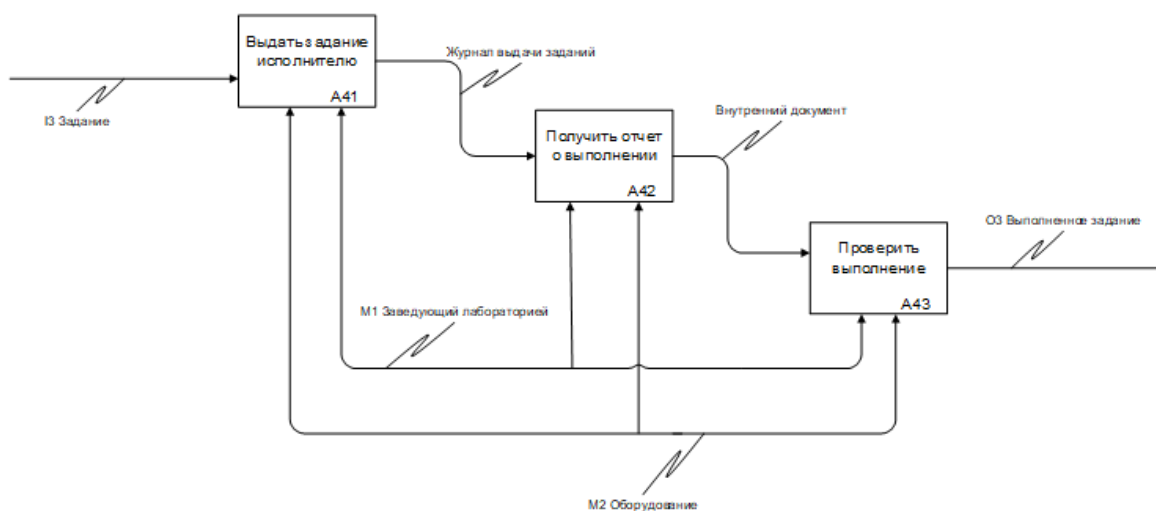 Выдать задание
исполнителю
A41
Журнал выдачи заданий
I3 Задание
Внутренний документ
Получить отчет
о выполнении
A42
O3 Выполненное задание
Проверить
выполнение
A43
M1 Заведующий лабораторией
M2 Оборудование